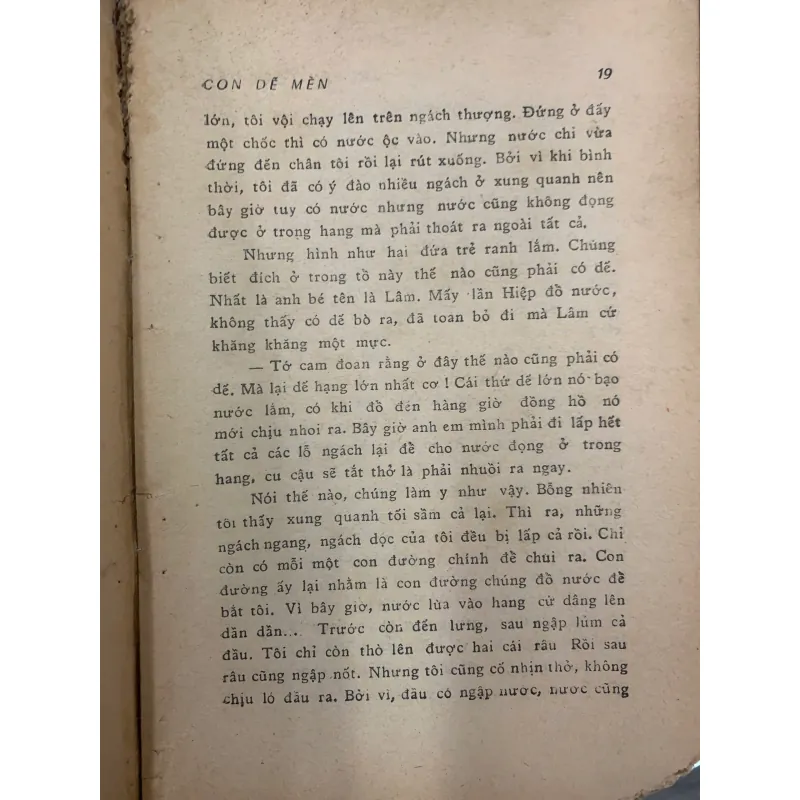 CON DẾ MÈN 19
lớn, tôi vội chạy lên trên ngách thượng. Đứng ở đấy
một chốc thì có nước ộc vào. Nhưng nước chỉ vừa
đứng đến chân tôi rồi lại rút xuống. Bởi vì khi bình
thời, tôi đã có ý đào nhiều ngách ở xung quanh nên
bây giờ tuy có nước nhưng nước cũng không đọng
được ở trong hang mà phải thoát ra ngoài tất cả.
Nhưng hình như hai đứa trẻ ranh lắm. Chúng
biết đích ở trong tổ này thế nào cũng phải có dế.
Nhất là anh bé tên là Lâm. Mấy lần Hiệp đổ nước,
không thấy có dế bò ra, đã toan bỏ đi mà Lâm cứ
khăng khăng một mực.
— Tớ cam đoan rằng ở đây thế nào cũng phải có
dế. Mà lại dế hạng lớn nhất cơ ! Cái thứ dế lớn nó bạo
nước lắm, có khi đổ đến hàng giờ đồng hồ nó
mới chịu nhoi ra. Bây giờ anh em mình phải đi lấp hết
tất cả các lỗ ngách lại để cho nước đọng ở trong
hang, cu cậu sẽ tắt thở là phải nhuồi ra ngay.
Nói thế nào, chúng làm y như vậy. Bỗng nhiên
tôi thấy xung quanh tối sầm cả lại. Thì ra, những
ngách ngang, ngách dọc của tôi đều bị lấp cả rồi. Chỉ
còn có mỗi một con đường chính để chui ra. Con
đường ấy lại nhằm là con đường chúng đổ nước để
bắt tôi. Vì bây giờ, nước lùa vào hang cứ dâng lên
dần dần... Trước còn đến lưng, sau ngập lủm cả
đầu. Tôi chỉ còn thò lên được hai cái râu Rồi sau
râu cũng ngập nốt. Nhưng tôi cũng cố nhịn thở, không
chịu ló đầu ra. Bởi vì, đầu có ngập nước, nước cũng